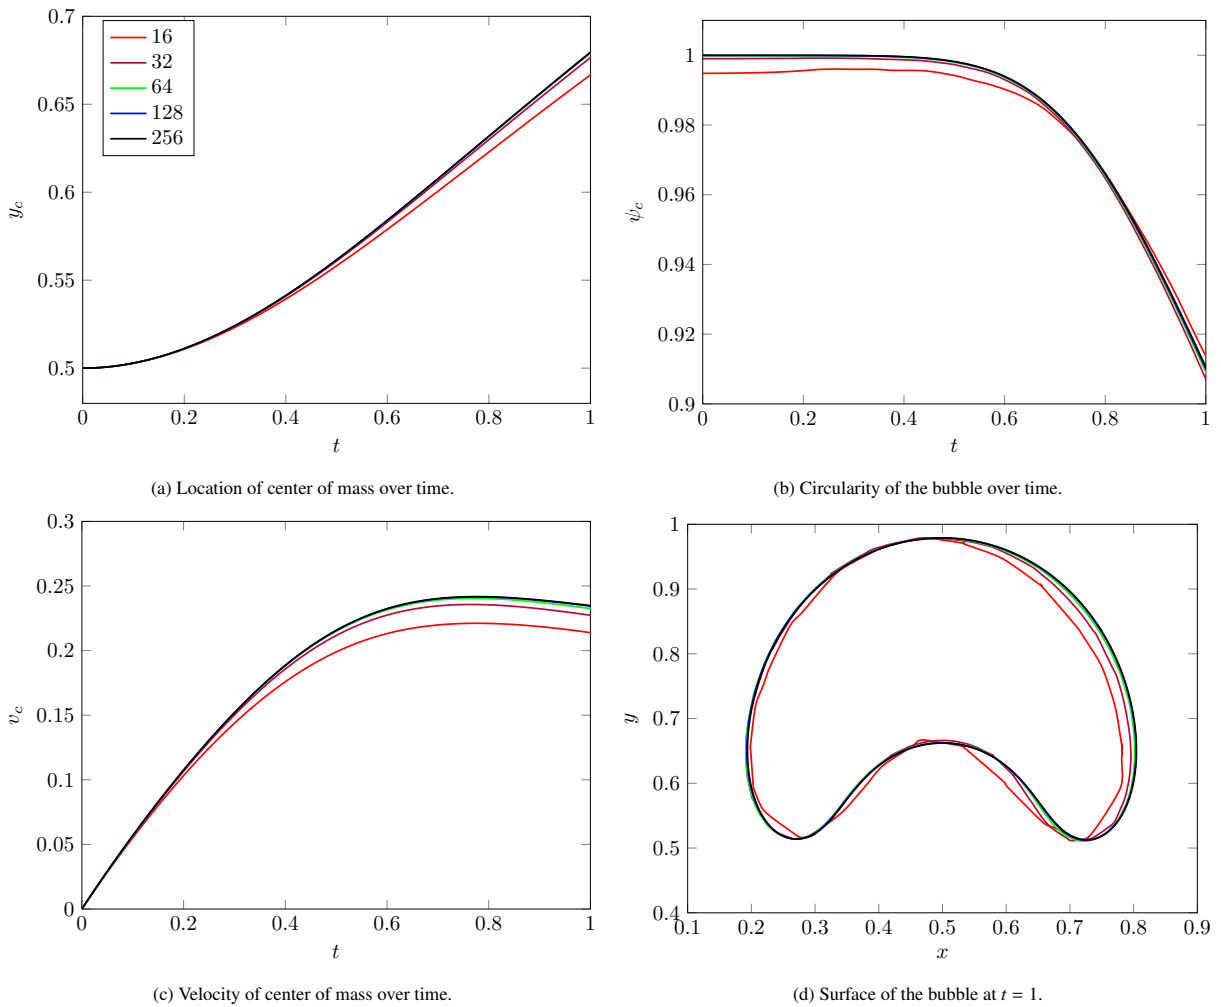 0.7
0.65
0.6
0.55
0.5
16
32
64
128
256
y_c
0 0.2 0.4 0.6 0.8 1
t
(a) Location of center of mass over time.
1
0.98
0.96
0.94
0.92
0.9
ψ_c
0 0.2 0.4 0.6 0.8 1
t
(b) Circularity of the bubble over time.
0.3
0.25
0.2
0.15
0.1
0.05
0
v_c
0 0.2 0.4 0.6 0.8 1
t
(c) Velocity of center of mass over time.
1
0.9
0.8
0.7
0.6
0.5
0.4
y
0.1 0.2 0.3 0.4 0.5 0.6 0.7 0.8 0.9
x
(d) Surface of the bubble at t = 1.